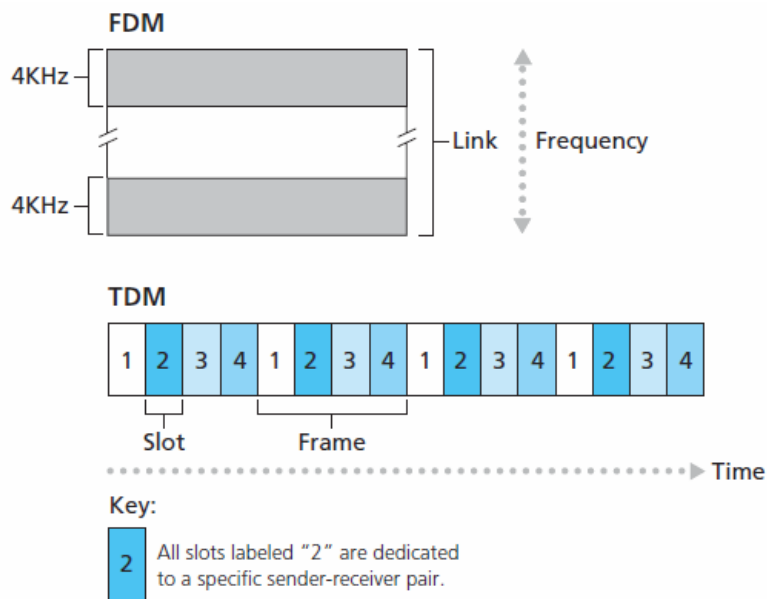 FDM
4KHz
Link
Frequency
4KHz
TDM
1 2 3 4 1 2 3 4 1 2 3 4 1 2 3 4
Slot
Frame
Time
Key:
2
All slots labeled “2” are dedicated
to a specific sender-receiver pair.